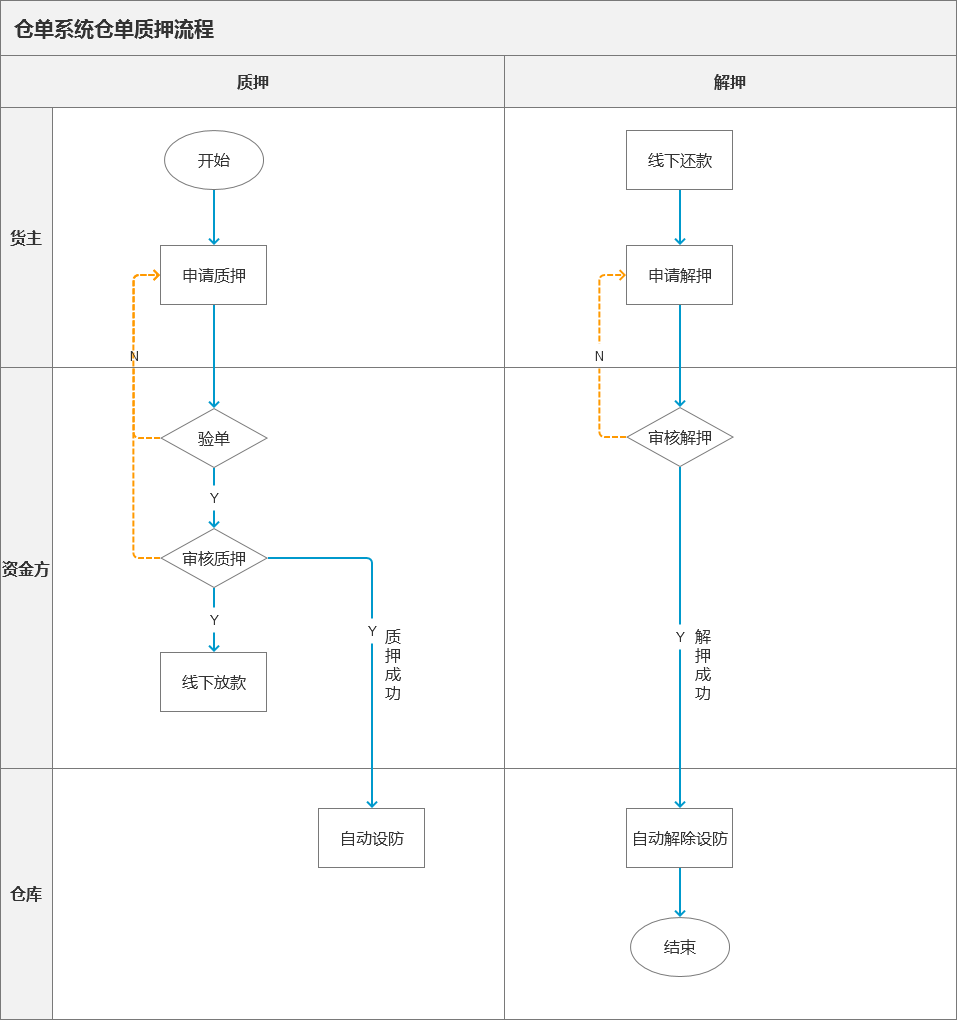 仓单系统仓单质押流程
质押
解押
货主
开始
线下还款
申请质押
申请解押
N
N
资金方
验单
审核解押
Y
审核质押
Y
Y
质押成功
Y
解押成功
线下放款
仓库
自动设防
自动解除设防
结束